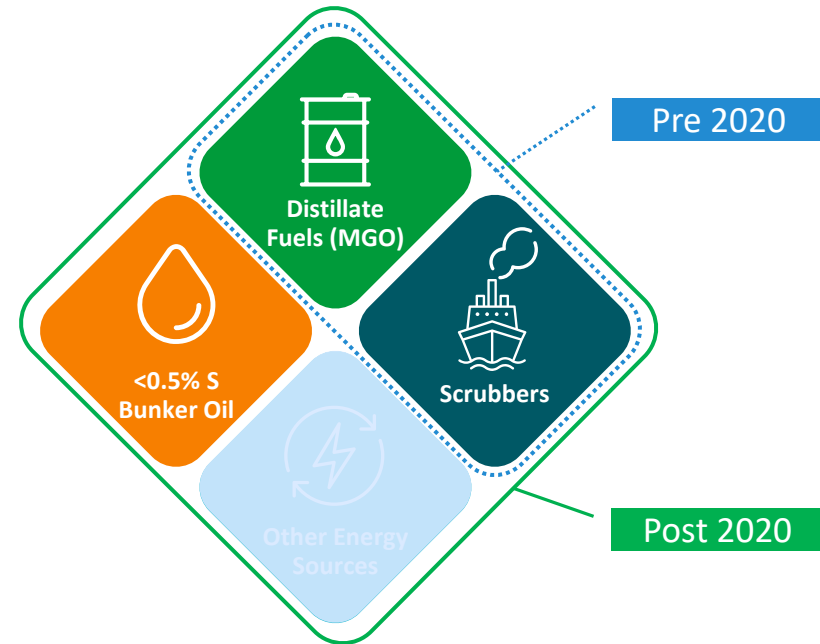 Pre 2020
Distillate
Fuels (MGO)
<0.5% S
Bunker Oil
Scrubbers
Other Energy
Sources
Post 2020